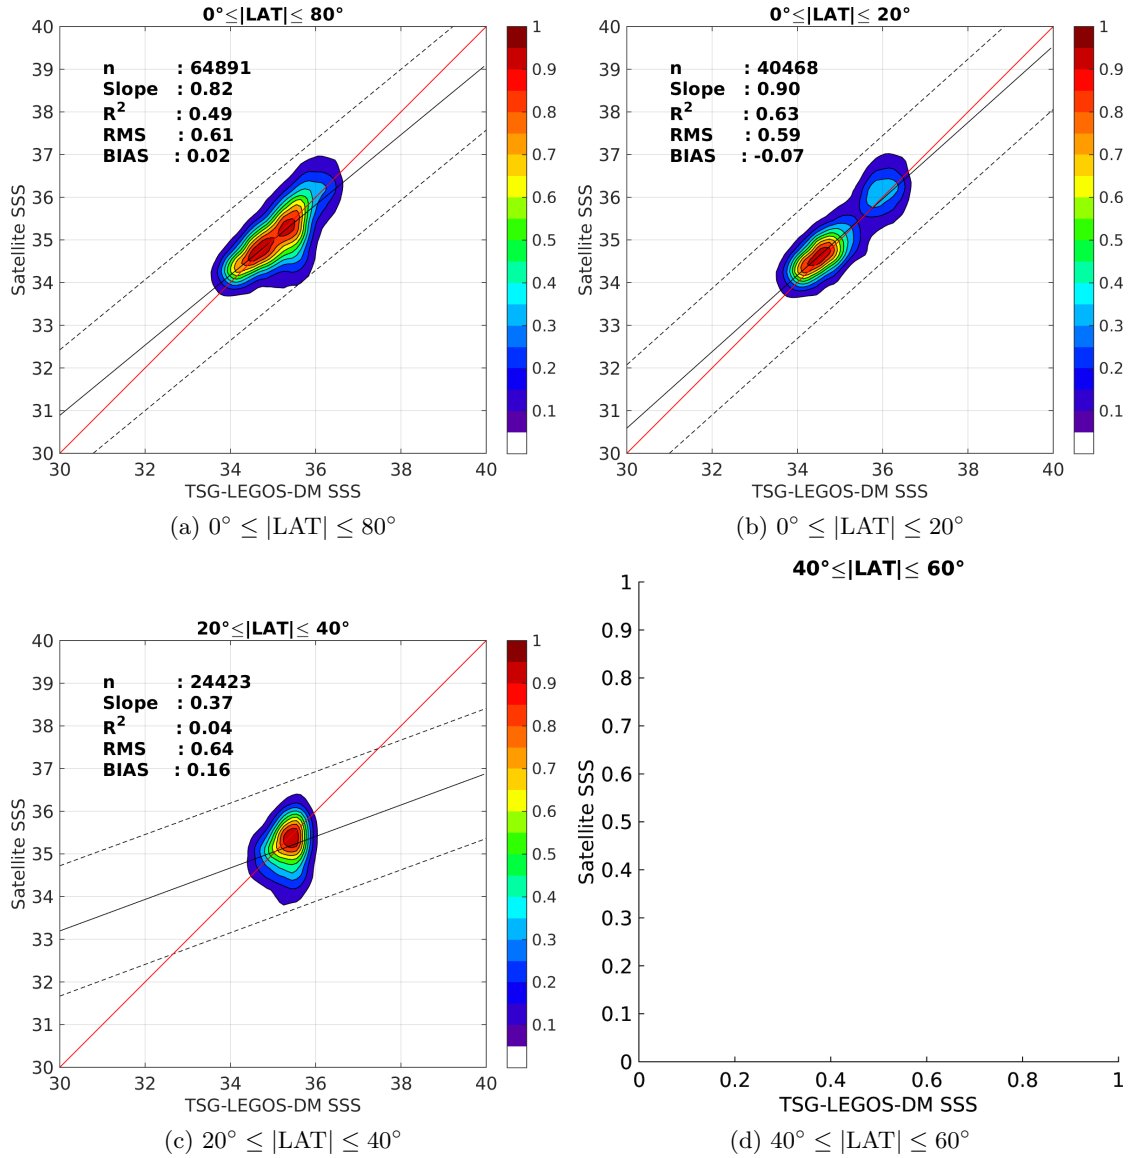 0°≤|LAT|≤ 80°
n : 64891
Slope : 0.82
R2 : 0.49
RMS : 0.61
BIAS : 0.02
40
39
38
37
36
35
34
33
32
31
30
30 32 34 36 38 40
Satellite SSS
TSG-LEGOS-DM SSS
1
0.9
0.8
0.7
0.6
0.5
0.4
0.3
0.2
0.1
(a) 0° ≤ |LAT| ≤ 80°
0°≤|LAT|≤ 20°
n : 40468
Slope : 0.90
R2 : 0.63
RMS : 0.59
BIAS : -0.07
40
39
38
37
36
35
34
33
32
31
30
30 32 34 36 38 40
Satellite SSS
TSG-LEGOS-DM SSS
1
0.9
0.8
0.7
0.6
0.5
0.4
0.3
0.2
0.1
(b) 0° ≤ |LAT| ≤ 20°
20°≤|LAT|≤ 40°
n : 24423
Slope : 0.37
R2 : 0.04
RMS : 0.64
BIAS : 0.16
40
39
38
37
36
35
34
33
32
31
30
30 32 34 36 38 40
Satellite SSS
TSG-LEGOS-DM SSS
1
0.9
0.8
0.7
0.6
0.5
0.4
0.3
0.2
0.1
(c) 20° ≤ |LAT| ≤ 40°
40°≤|LAT|≤ 60°
1
0.9
0.8
0.7
0.6
0.5
0.4
0.3
0.2
0.1
0
0 0.2 0.4 0.6 0.8 1
Satellite SSS
TSG-LEGOS-DM SSS
(d) 40° ≤ |LAT| ≤ 60°